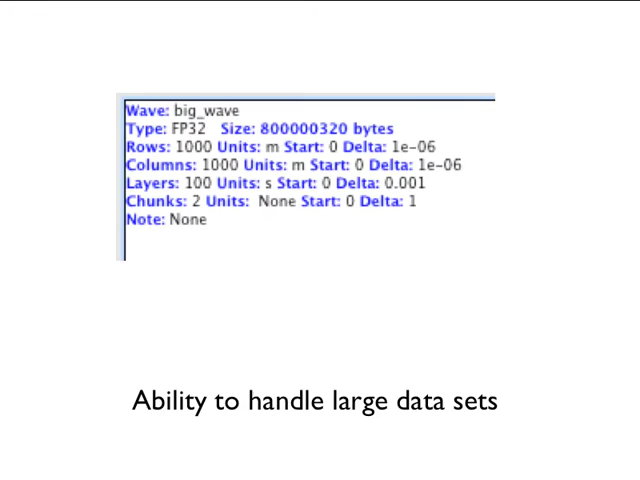 Wave: big_wave
Type: FP32   Size: 800000320 bytes
Rows: 1000 Units: m Start: 0 Delta: 1e-06
Columns: 1000 Units: m Start: 0 Delta: 1e-06
Layers: 100 Units: s Start: 0 Delta: 0.001
Chunks: 2 Units:  None Start: 0 Delta: 1
Note: None
Ability to handle large data sets